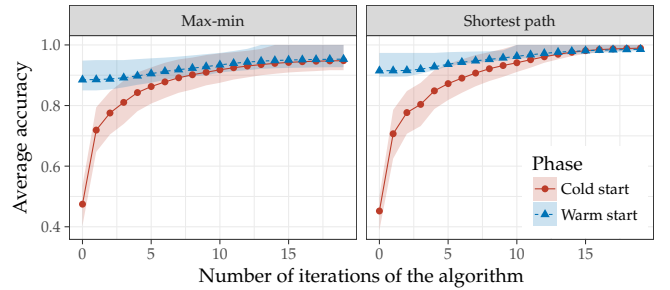 Max-min Shortest path
Average accuracy
1.0
0.8
0.6
0.4
Phase
Cold start
Warm start
0 5 10 15 0 5 10 15
Number of iterations of the algorithm